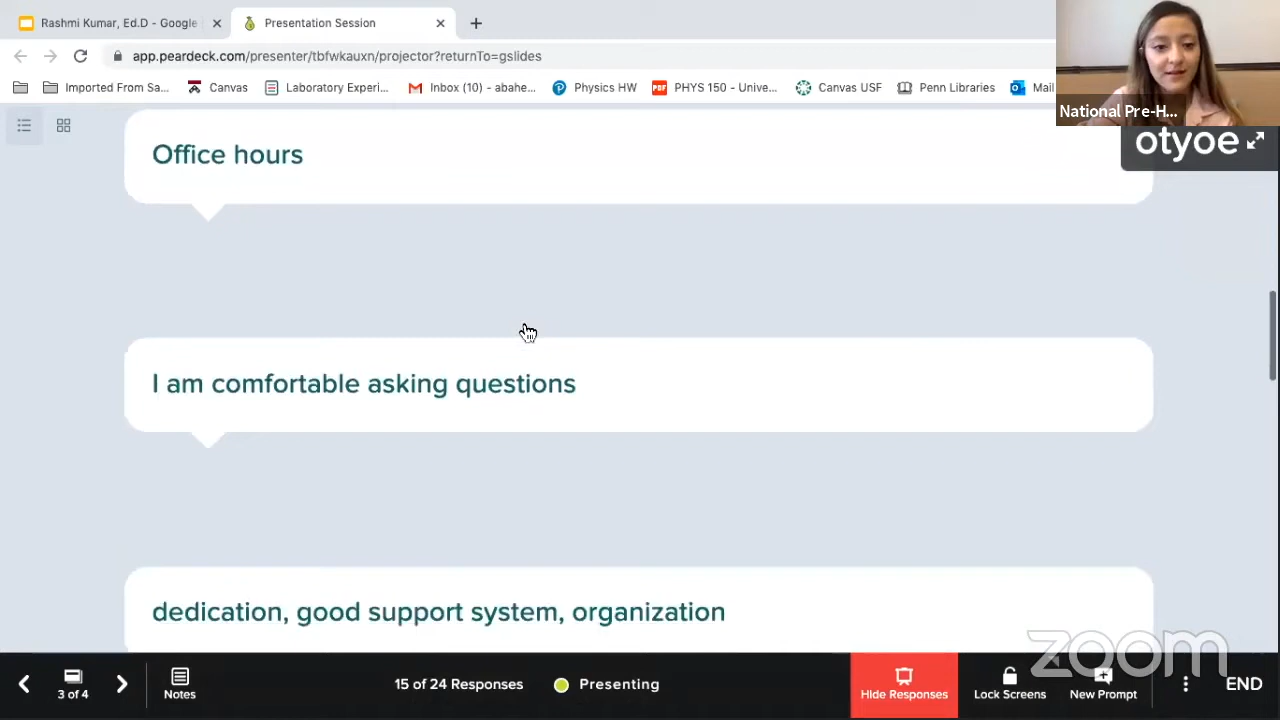 Rashmi Kumar, Ed.D - Google
Presentation Session
app.peardeck.com/presenter/tbfwkauxn/projector?returnTo=gslides
Imported From Sa...
Canvas
Laboratory Experi...
Inbox (10) - abahe...
Physics HW
PDF
PHYS 150 - Unive...
Canvas USF
Penn Libraries
Mail
National Pre-H...
otyoe
Office hours
I am comfortable asking questions
dedication, good support system, organization
zoom
3 of 4
Notes
15 of 24 Responses
Presenting
Hide Responses
Lock Screens
New Prompt
END